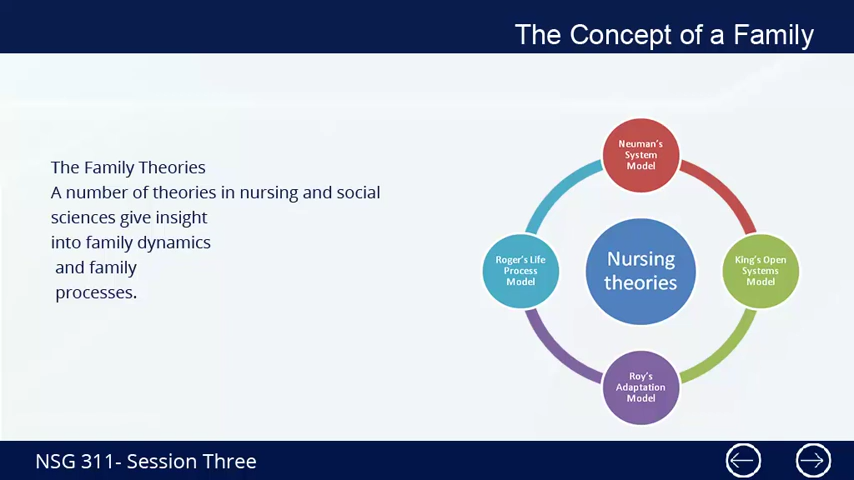 The Concept of a Family
The Family Theories
A number of theories in nursing and social
sciences give insight
into family dynamics
and family
processes.
Neuman's
System
Model
Roger's Life
Process
Model
Nursing
theories
King's Open
Systems
Model
Roy's
Adaptation
Model
NSG 311- Session Three